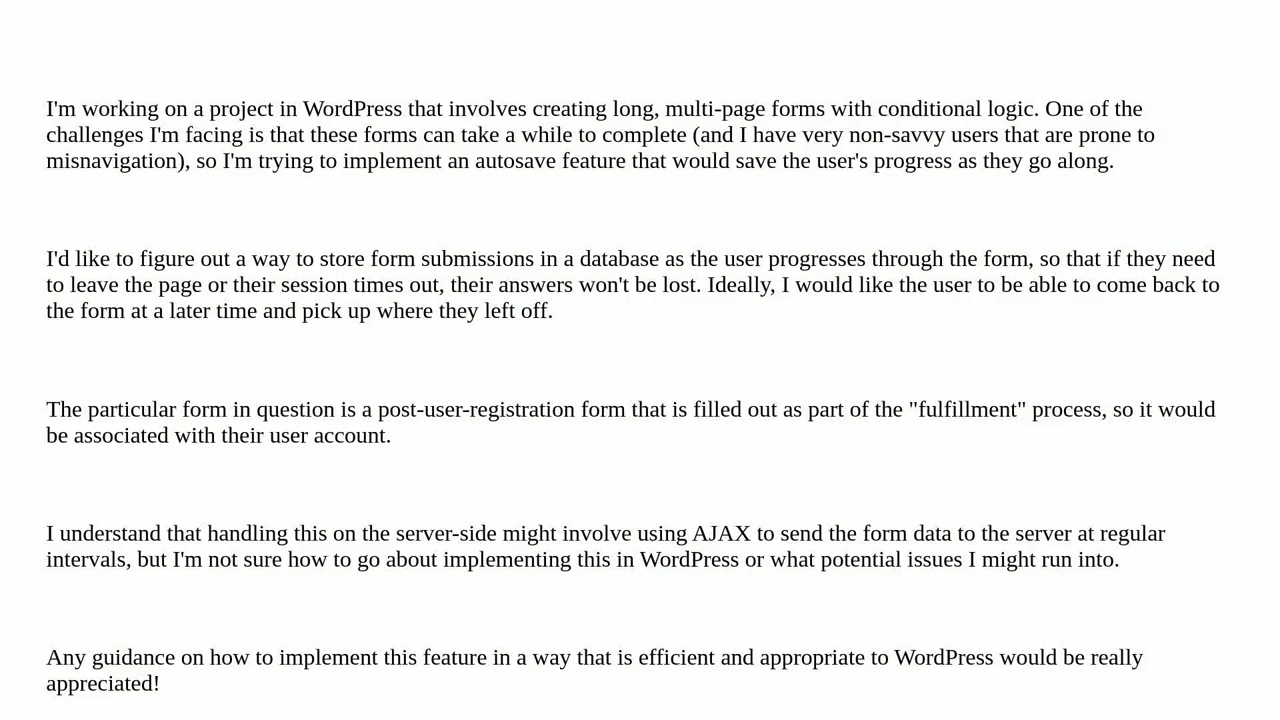 I'm working on a project in WordPress that involves creating long, multi-page forms with conditional logic. One of the
challenges I'm facing is that these forms can take a while to complete (and I have very non-savvy users that are prone to
misnavigation), so I'm trying to implement an autosave feature that would save the user's progress as they go along.
I'd like to figure out a way to store form submissions in a database as the user progresses through the form, so that if they need
to leave the page or their session times out, their answers won't be lost. Ideally, I would like the user to be able to come back to
the form at a later time and pick up where they left off.
The particular form in question is a post-user-registration form that is filled out as part of the "fulfillment" process, so it would
be associated with their user account.
I understand that handling this on the server-side might involve using AJAX to send the form data to the server at regular
intervals, but I'm not sure how to go about implementing this in WordPress or what potential issues I might run into.
Any guidance on how to implement this feature in a way that is efficient and appropriate to WordPress would be really
appreciated!